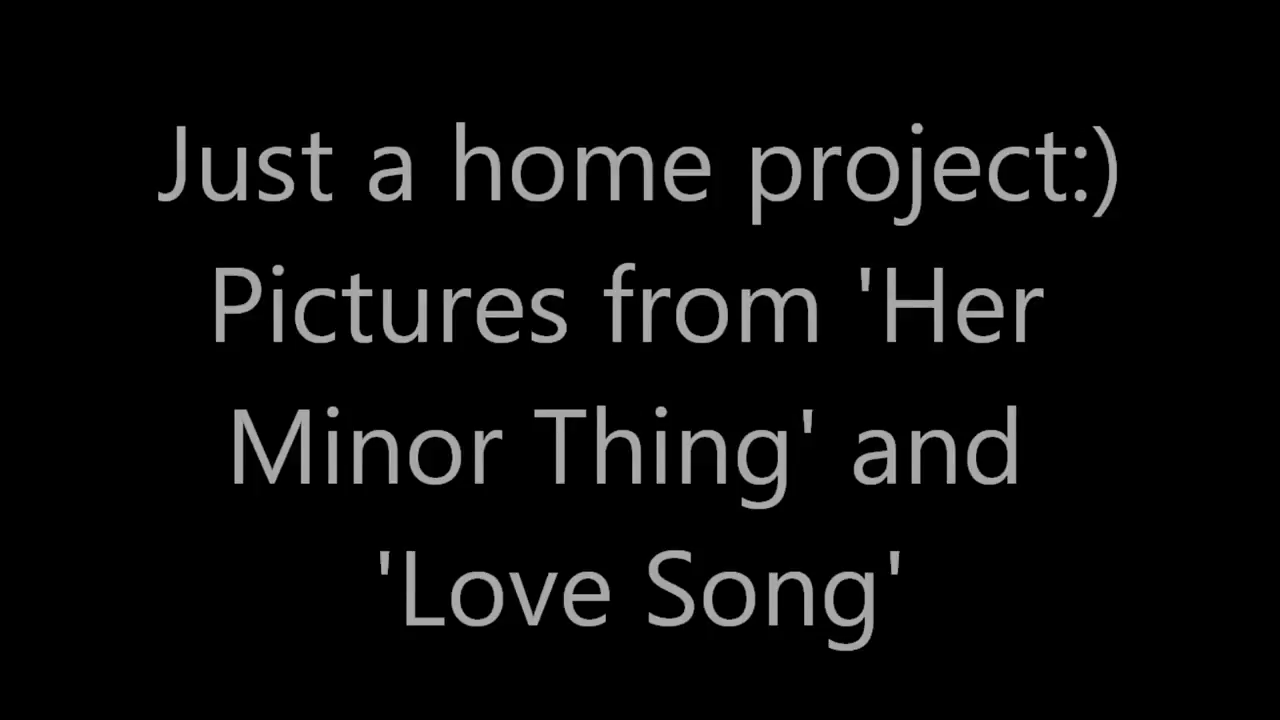 Just a home project:)
Pictures from 'Her
Minor Thing' and
'Love Song'